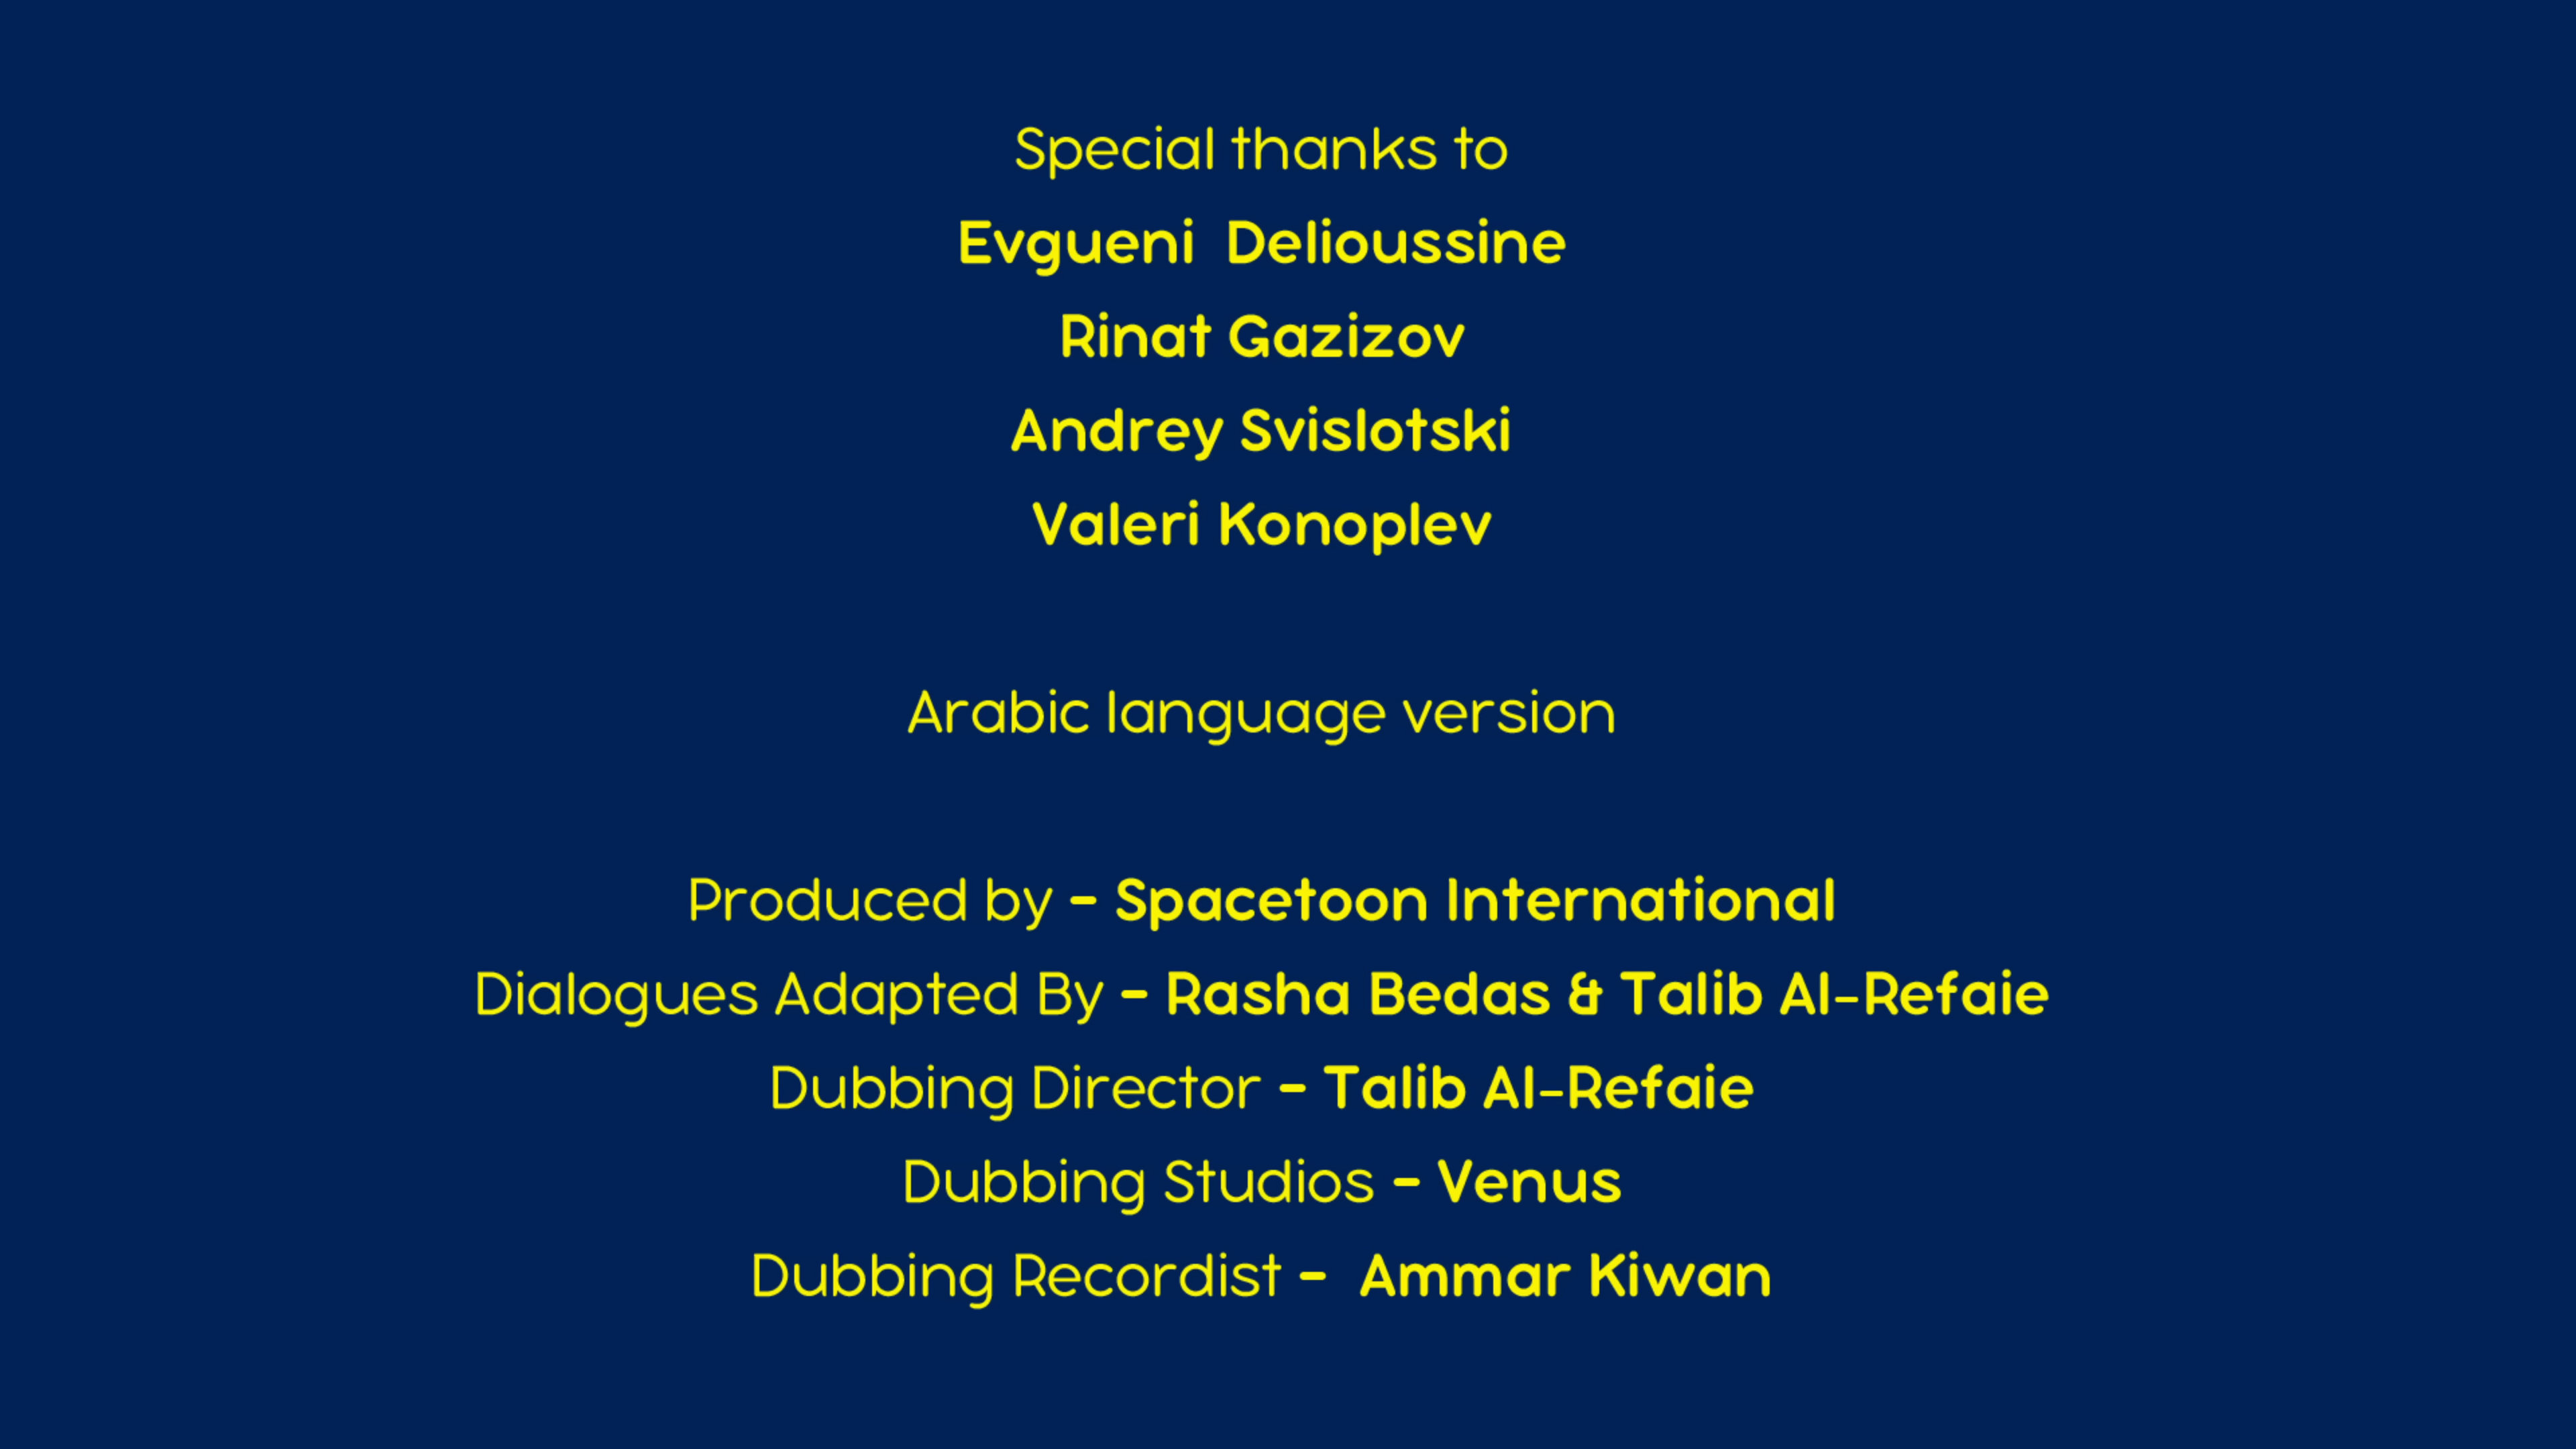 Special thanks to
Evgueni  Delioussine
Rinat Gazizov
Andrey Svislotski
Valeri Konoplev
Arabic language version
Produced by - Spacetoon International
Dialogues Adapted By - Rasha Bedas & Talib Al-Refaie
Dubbing Director - Talib Al-Refaie
Dubbing Studios - Venus
Dubbing Recordist -  Ammar Kiwan